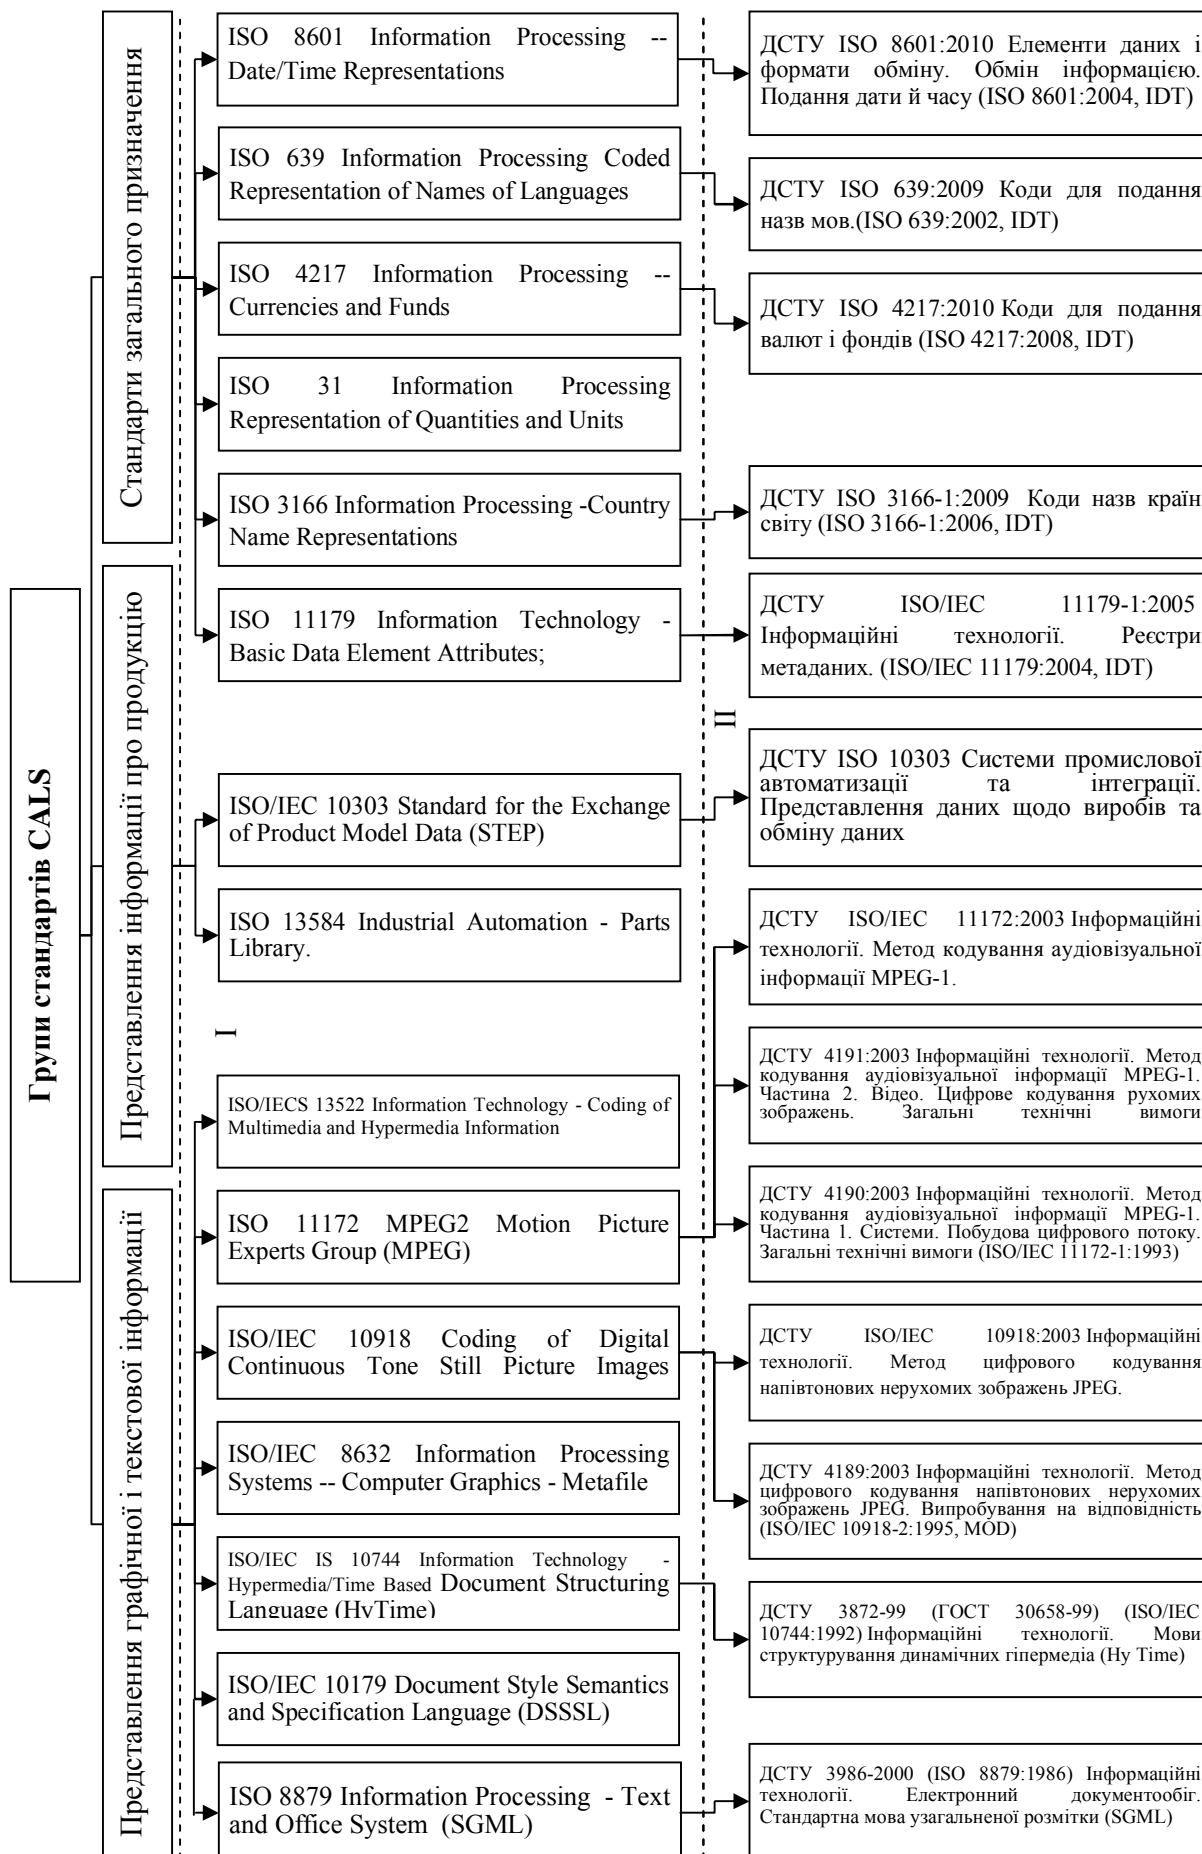 Групи стандартів CALS
Стандарти загального призначення
Представлення інформації про продукцію
Представлення графічної і текстової інформації
I
ISO 8601 Information Processing --
Date/Time Representations
ISO 639 Information Processing Coded
Representation of Names of Languages
ISO 4217 Information Processing --
Currencies and Funds
ISO 31 Information Processing
Representation of Quantities and Units
ISO 3166 Information Processing -Country
Name Representations
ISO 11179 Information Technology -
Basic Data Element Attributes;
ISO/IEC 10303 Standard for the Exchange
of Product Model Data (STEP)
ISO 13584 Industrial Automation - Parts
Library.
ISO/IECS 13522 Information Technology - Coding of
Multimedia and Hypermedia Information
ISO 11172 MPEG2 Motion Picture
Experts Group (MPEG)
ISO/IEC 10918 Coding of Digital
Continuous Tone Still Picture Images
ISO/IEC 8632 Information Processing
Systems -- Computer Graphics - Metafile
ISO/IEC IS 10744 Information Technology -
Hypermedia/Time Based Document Structuring
Language (HyTime)
ISO/IEC 10179 Document Style Semantics
and Specification Language (DSSSL)
ISO 8879 Information Processing - Text
and Office System (SGML)
II
ДСТУ ISO 8601:2010 Елементи даних і
формати обміну. Обмін інформацією.
Подання дати й часу (ISO 8601:2004, IDT)
ДСТУ ISO 639:2009 Коди для подання
назв мов.(ISO 639:2002, IDT)
ДСТУ ISO 4217:2010 Коди для подання
валют і фондів (ISO 4217:2008, IDT)
ДСТУ ISO 3166-1:2009 Коди назв країн
світу (ISO 3166-1:2006, IDT)
ДСТУ ISO/IEC 11179-1:2005
Інформаційні технології. Реєстри
метаданих. (ISO/IEC 11179:2004, IDT)
ДСТУ ISO 10303 Системи промислової
автоматизації та інтеграції.
Представлення даних щодо виробів та
обміну даних
ДСТУ ISO/IEC 11172:2003 Інформаційні
технології. Метод кодування аудіовізуальної
інформації MPEG-1.
ДСТУ 4191:2003 Інформаційні технології. Метод
кодування аудіовізуальної інформації MPEG-1.
Частина 2. Відео. Цифрове кодування рухомих
зображень. Загальні технічні вимоги
ДСТУ 4190:2003 Інформаційні технології. Метод
кодування аудіовізуальної інформації MPEG-1.
Частина 1. Системи. Побудова цифрового потоку.
Загальні технічні вимоги (ISO/IEC 11172-1:1993)
ДСТУ ISO/IEC 10918:2003 Інформаційні
технології. Метод цифрового кодування
напівтонових нерухомих зображень JPEG.
ДСТУ 4189:2003 Інформаційні технології. Метод
цифрового кодування напівтонових нерухомих
зображень JPEG. Випробування на відповідність
(ISO/IEC 10918-2:1995, MOD)
ДСТУ 3872-99 (ГОСТ 30658-99) (ISO/IEC
10744:1992) Інформаційні технології. Мови
структурування динамічних гіпермедіа (Hy Time)
ДСТУ 3986-2000 (ISO 8879:1986) Інформаційні
технології. Електронний документообіг.
Стандартна мова узагальненої розмітки (SGML)